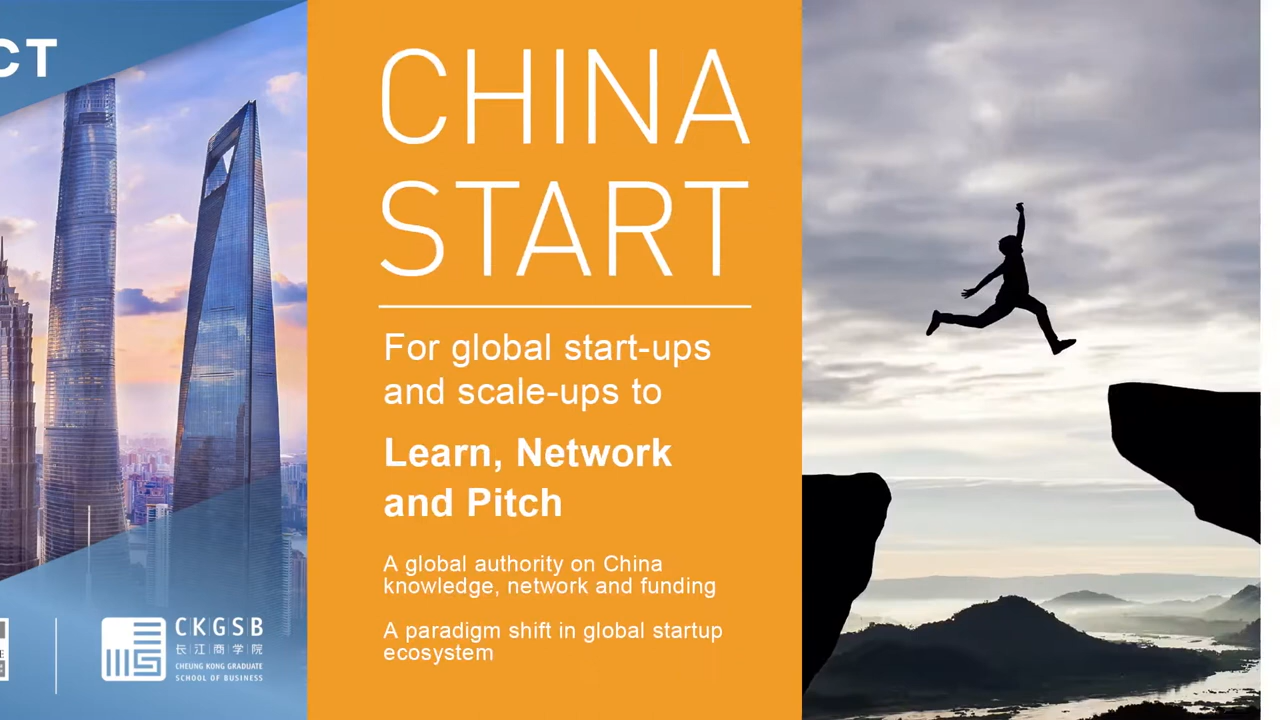 CT
CHINA
START
For global start-ups
and scale-ups to
Learn, Network
and Pitch
A global authority on China
knowledge, network and funding
A paradigm shift in global startup
ecosystem
CKGSB
长江商学院
CHEUNG KONG GRADUATE
SCHOOL OF BUSINESS